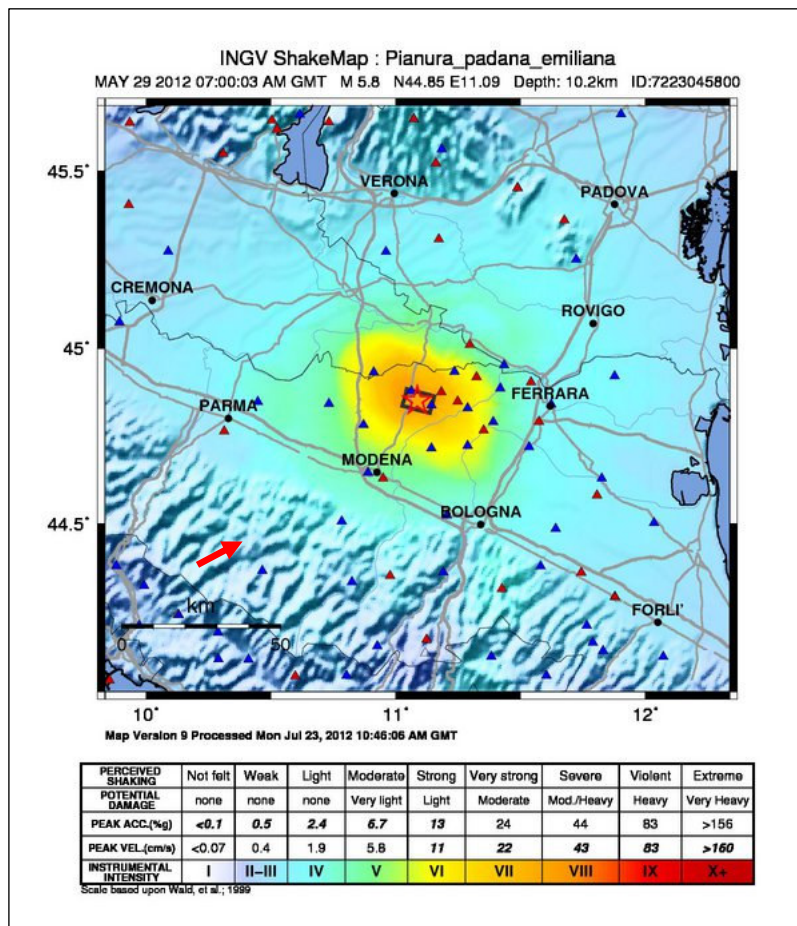 INGV ShakeMap : Pianura_padana_emiliana
MAY 29 2012 07:00:03 AM GMT M 5.8 N44.85 E11.09 Depth: 10.2km ID:7223045800
45.5˚
VERONA
PADOVA
CREMONA
ROVIGO
45˚
PARMA
FERRARA
MODENA
44.5˚
BOLOGNA
km
FORLI'
0 50
10˚ 11˚ 12˚
Map Version 9 Processed Mon Jul 23, 2012 10:46:06 AM GMT
PERCEIVED SHAKING Not felt Weak Light Moderate Strong Very strong Severe Violent Extreme
POTENTIAL DAMAGE none none none Very light Light Moderate Mod./Heavy Heavy Very Heavy
PEAK ACC.(%g) <0.1 0.5 2.4 6.7 13 24 44 83 >156
PEAK VEL.(cm/s) <0.07 0.4 1.9 5.8 11 22 43 83 >160
INSTRUMENTAL INTENSITY I II-III IV V VI VII VIII IX X+
Scale based upon Wald, et al.; 1999